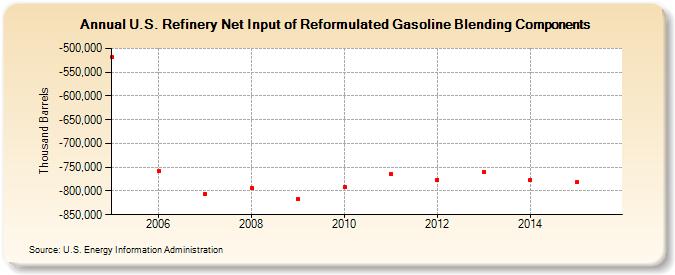 Annual U.S. Refinery Net Input of Reformulated Gasoline Blending Components
Thousand Barrels
-500,000
-550,000
-600,000
-650,000
-700,000
-750,000
-800,000
-850,000
2006 2008 2010 2012 2014
Source: U.S. Energy Information Administration